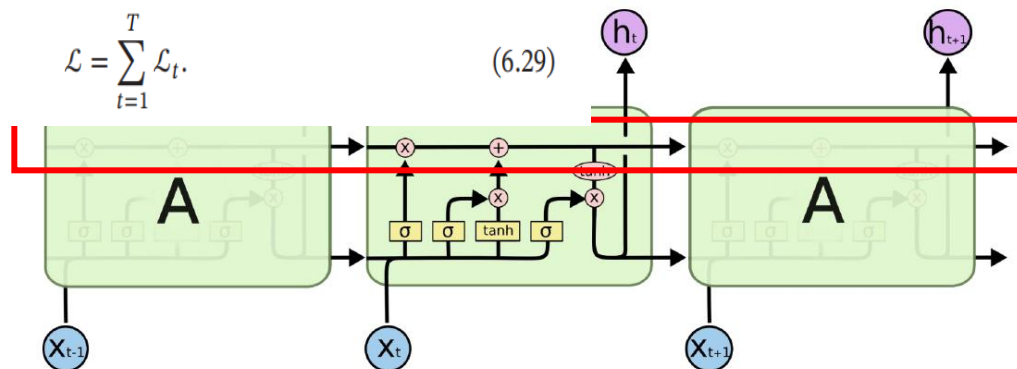 ℒ = ∑_{t=1}^{T} ℒ_t. (6.29)
h_t h_{t+1}
x + x + x +
tanh
A x x A
σ σ tanh σ
x_{t-1} x_t x_{t+1}